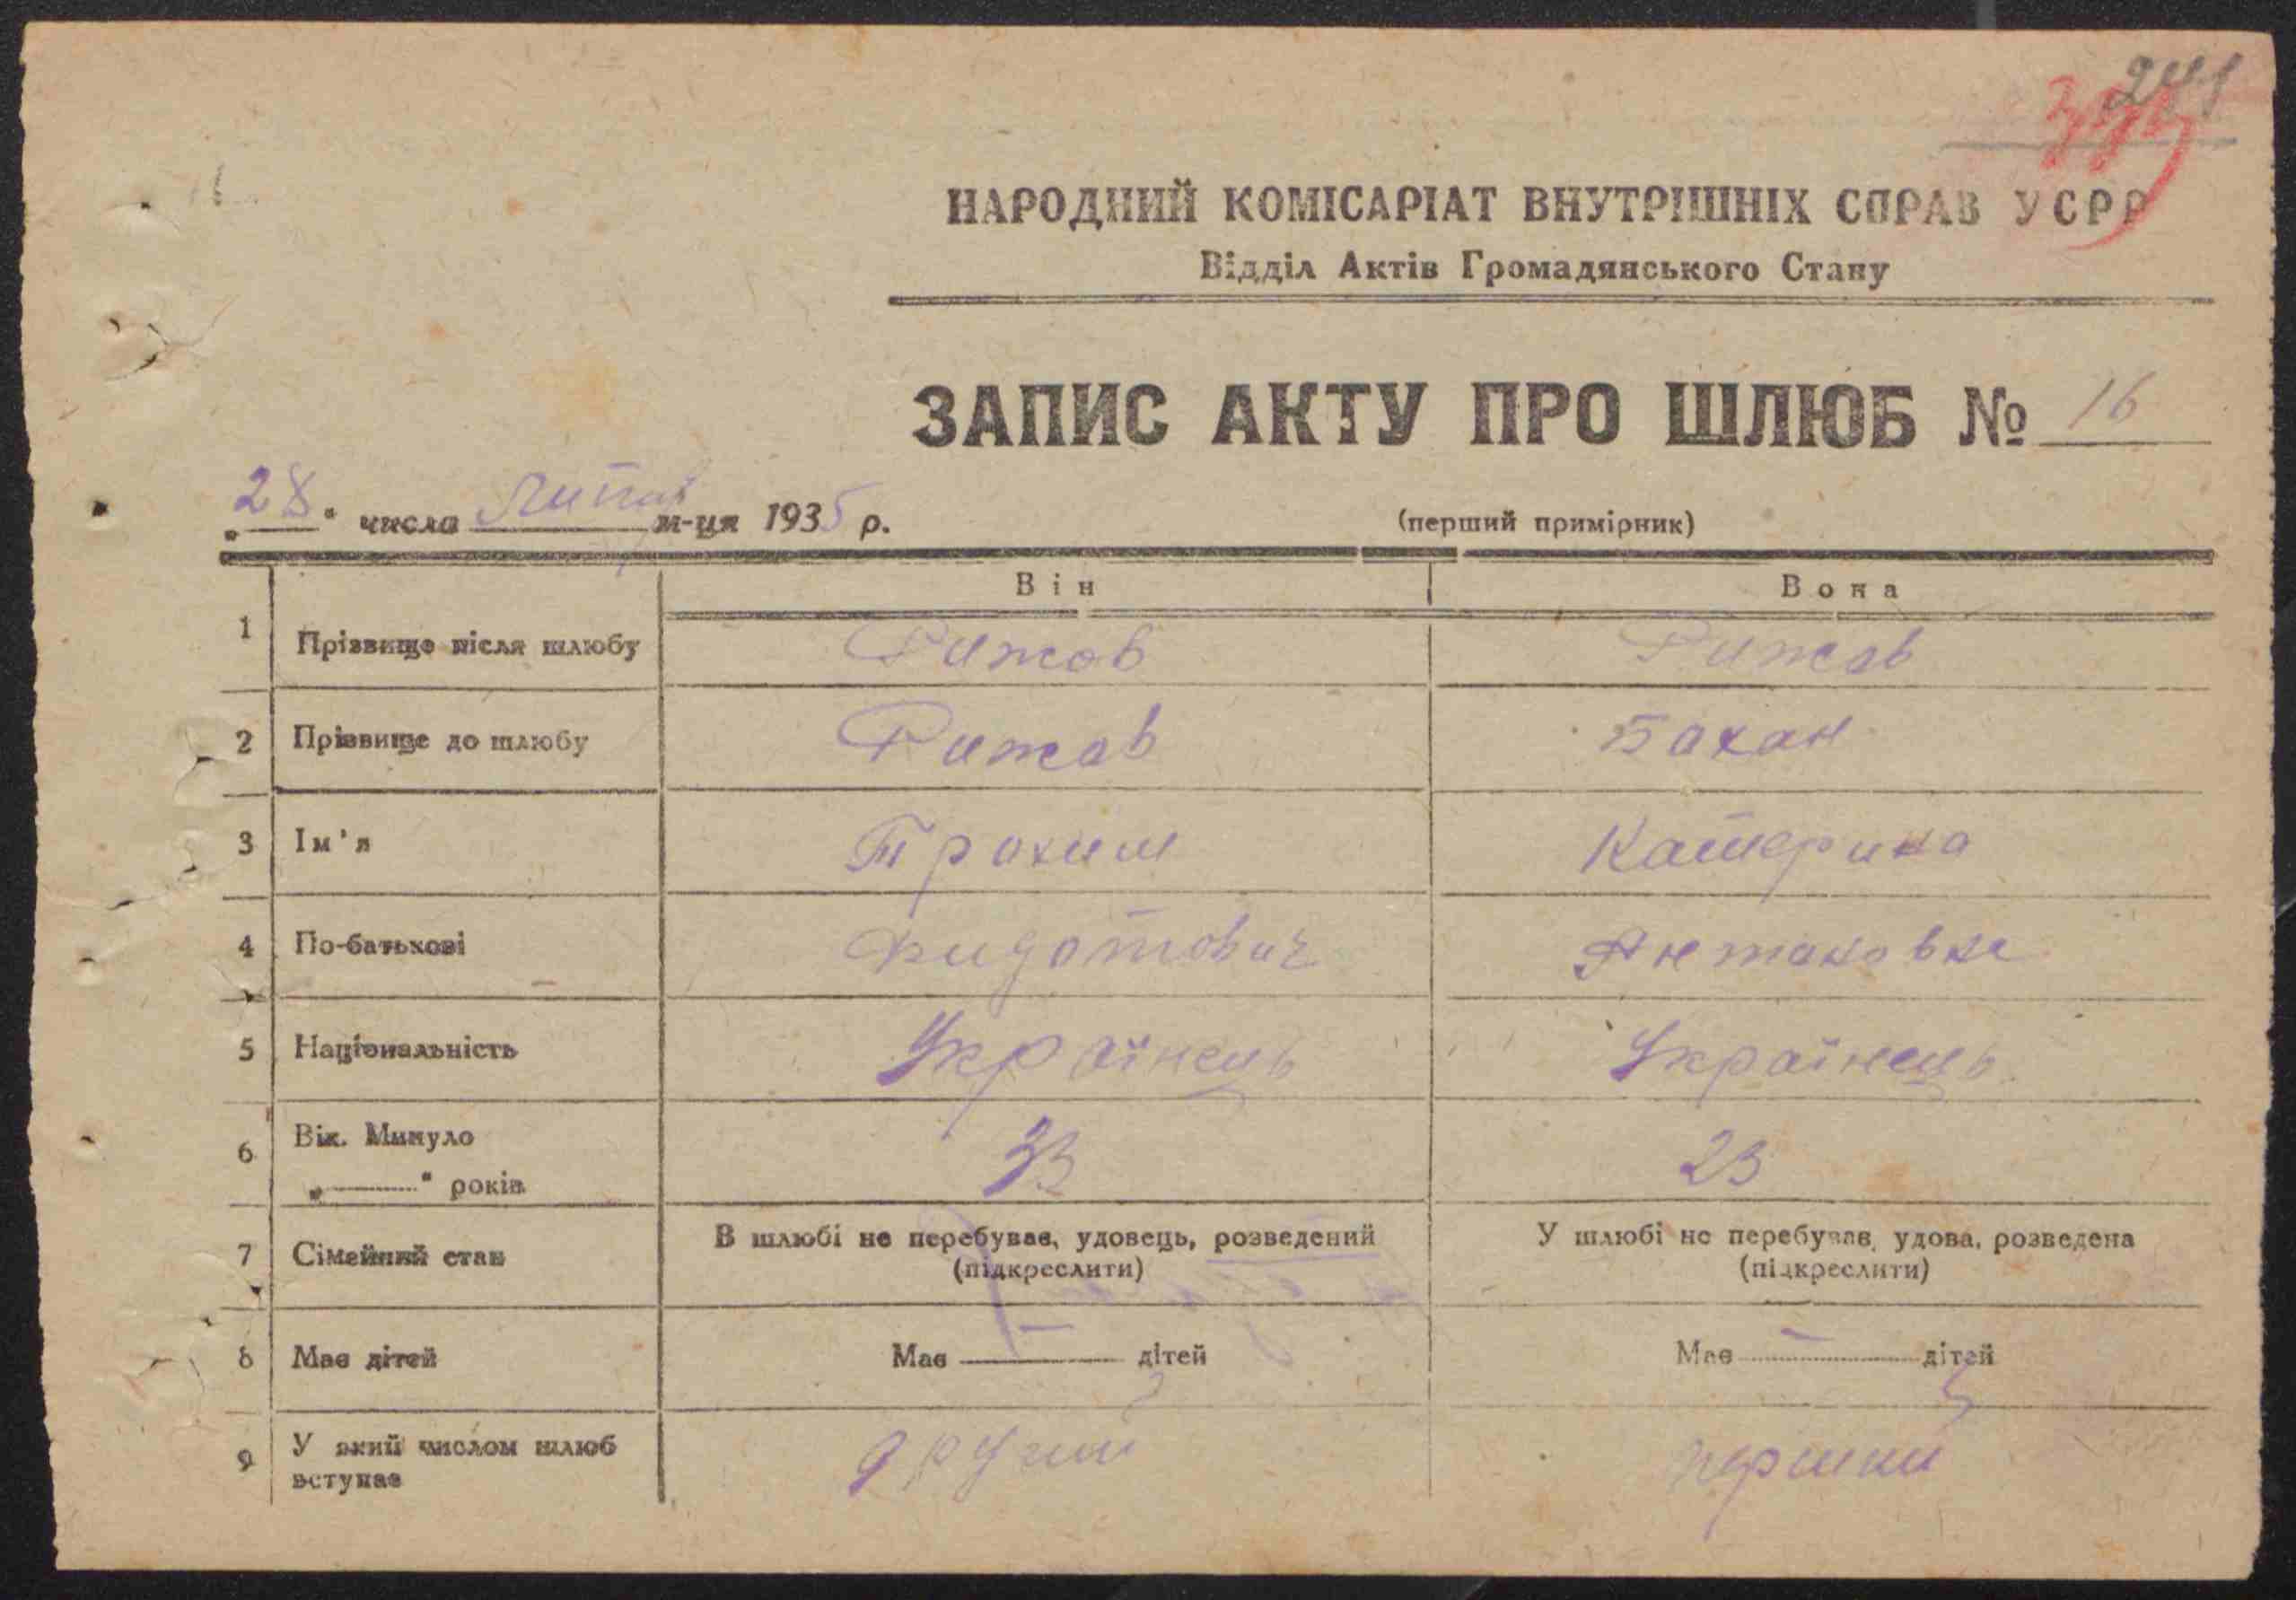 241
НАРОДНИЙ КОМІСАРІАТ ВНУТРІШНІХ СПРАВ УСРР
Відділ Актів Громадянського Стану
ЗАПИС АКТУ ПРО ШЛЮБ № 16
„28“ числа м-ця 1935 р.
(перший примірник)
Він Вона
1 Прізвище після шлюбу Рижов Рижов
2 Прізвище до шлюбу Рижов Бахан
3 Ім'я Трохим Катерина
4 По-батькові Антоновна
5 Національність Українець Українець
6 Вік. Минуло 33 23
„——“ років
7 Сімейний стан В шлюбі не перебував, удовець, розведений У шлюбі не перебував, удова, розведена
(підкреслити) (підкреслити)
8 Має дітей Має —— дітей Має — дітей
9 У який числом шлюб другий перший
вступає